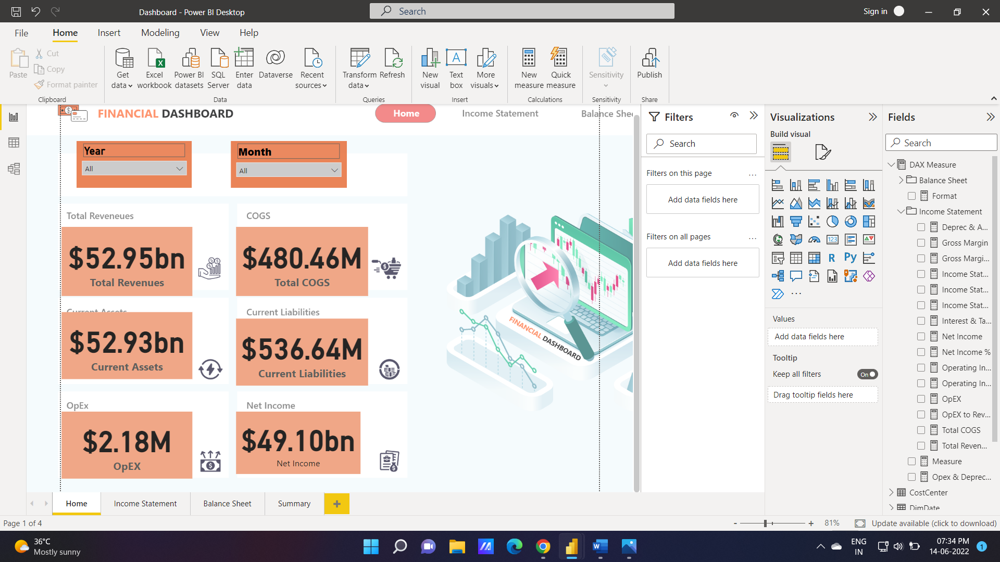 Dashboard - Power BI Desktop
Search
Sign in
File
Home
Insert
Modeling
View
Help
Paste
Cut
Copy
Format painter
Clipboard
Get data
Excel workbook
Power BI datasets
SQL Server
Enter data
Dataverse
Recent sources
Data
Transform data
Refresh
Queries
New visual
Text box
More visuals
Insert
New measure
Quick measure
Calculations
Sensitivity
Sensitivity
Publish
Share
FINANCIAL DASHBOARD
Home
Income Statement
Balance Shee
Year
All
Month
All
Total Reveneues
$52.95bn
Total Revenues
COGS
$480.46M
Total COGS
Current Assets
$52.93bn
Current Assets
Current Liabilities
$536.64M
Current Liabilities
OpEx
$2.18M
OpEX
Net Income
$49.10bn
Net Income
FINANCIAL DASHBOARD
Filters
Search
Filters on this page
...
Add data fields here
Filters on all pages
...
Add data fields here
Visualizations
Build visual
123
R
Py
...
Values
Add data fields here
Tooltip
Keep all filters
On
Drag tooltip fields here
Fields
Search
DAX Measure
Balance Sheet
Format
Income Statement
Deprec & A...
Gross Margin
Gross Margi...
Income Stat...
Income Stat...
Income Stat...
Interest & Ta...
Net Income
Net Income %
Operating In...
Operating In...
OpEX
OpEX to Rev...
Total COGS
Total Reven...
Measure
Opex & Deprec...
CostCenter
DimDate
Home
Income Statement
Balance Sheet
Summary
+
Page 1 of 4
- + 81%
Update available (click to download)
36°C
Mostly sunny
ENG
IN
07:34 PM
14-06-2022
1